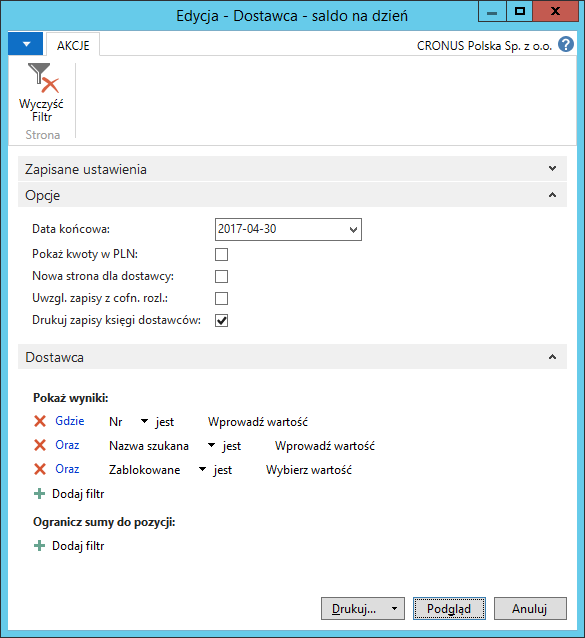 Edycja - Dostawca - saldo na dzień
AKCJE
CRONUS Polska Sp. z o.o.
?
Wyczyść
Filtr
Strona
Zapisane ustawienia
Opcje
Data końcowa: 2017-04-30
Pokaż kwoty w PLN:
Nowa strona dla dostawcy:
Uwzgl. zapisy z cofn. rozl.:
Drukuj zapisy księgi dostawców:
Dostawca
Pokaż wyniki:
Gdzie Nr jest Wprowadź wartość
Oraz Nazwa szukana jest Wprowadź wartość
Oraz Zablokowane jest Wybierz wartość
Dodaj filtr
Ogranicz sumy do pozycji:
Dodaj filtr
Drukuj... Podgląd Anuluj